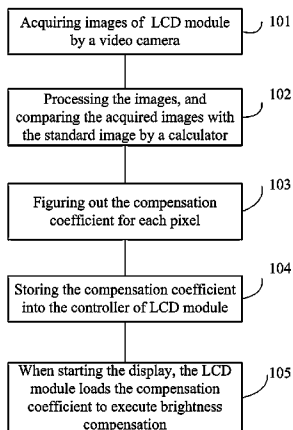 Acquiring images of LCD module
by a video camera
101
Processing the images, and
comparing the acquired images with
the standard image by a calculator
102
Figuring out the compensation
coefficient for each pixel
103
Storing the compensation coefficient
into the controller of LCD module
104
When starting the display, the LCD
module loads the compensation
coefficient to execute brightness
compensation
105